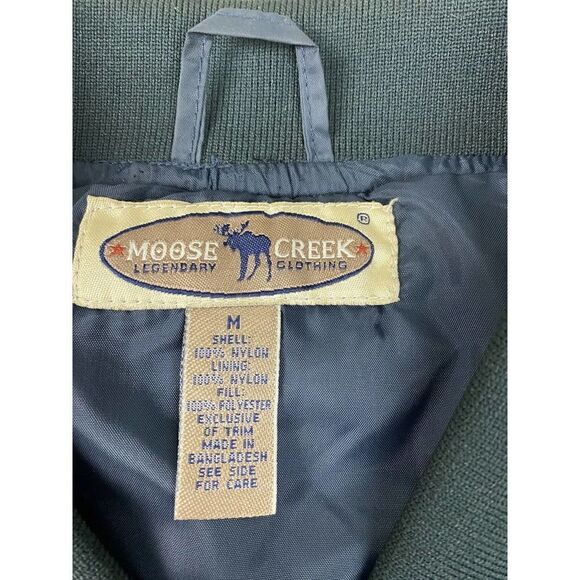 ®
MOOSE CREEK
LEGENDARY CLOTHING
M
SHELL:
100% NYLON
LINING:
100% NYLON
FILL:
100% POLYESTER
EXCLUSIVE
OF TRIM
MADE IN
BANGLADESH
SEE SIDE
FOR CARE